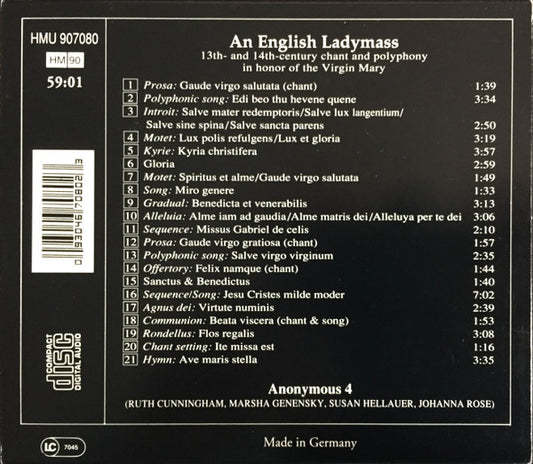 HMU 907080
HM 90
59:01
An English Ladymass
13th- and 14th-century chant and polyphony
in honor of the Virgin Mary
1 Prosa: Gaude virgo salutata (chant) 1:39
2 Polyphonic song: Edi beo thu hevene quene 3:34
3 Introit: Salve mater redemptoris/Salve lux langentium/
Salve sine spina/Salve sancta parens 2:50
4 Motet: Lux polis refulgens/Lux et gloria 3:19
5 Kyrie: Kyria christifera 3:57
6 Gloria 2:59
7 Motet: Spiritus et alme/Gaude virgo salutata 1:49
8 Song: Miro genere 1:33
9 Gradual: Benedicta et venerabilis 3:13
10 Alleluia: Alme iam ad gaudia/Alme matris dei/Alleluya per te dei 3:06
11 Sequence: Missus Gabriel de celis 2:10
12 Prosa: Gaude virgo gratiosa (chant) 1:57
13 Polyphonic song: Salve virgo virginum 2:35
14 Offertory: Felix namque (chant) 1:44
15 Sanctus & Benedictus 1:40
16 Sequence/Song: Jesu Cristes milde moder 7:02
17 Agnus dei: Virtute numinis 2:39
18 Communion: Beata viscera (chant & song) 1:53
19 Rondellus: Flos regalis 3:08
20 Chant setting: Ite missa est 1:16
21 Hymn: Ave maris stella 3:35
Anonymous 4
(RUTH CUNNINGHAM, MARSHA GENENSKY, SUSAN HELLAUER, JOHANNA ROSE)
COMPACT
disc
DIGITAL AUDIO
LC 7045
Made in Germany